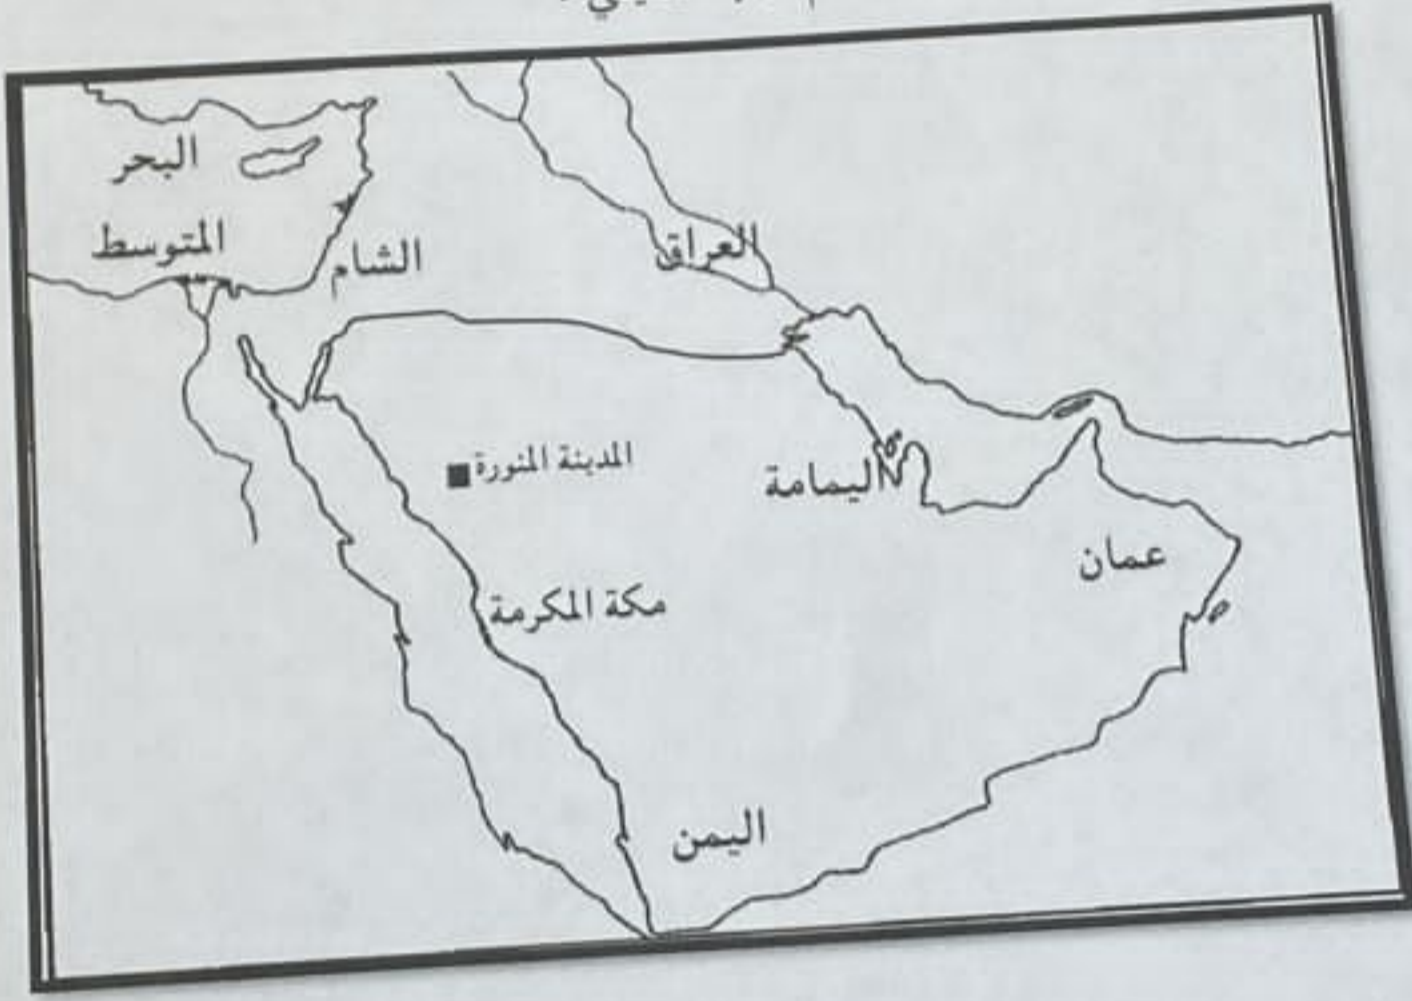 البحر
المتوسط
الشام
العراق
المدينة المنورة
اليمامة
عمان
مكة المكرمة
اليمن